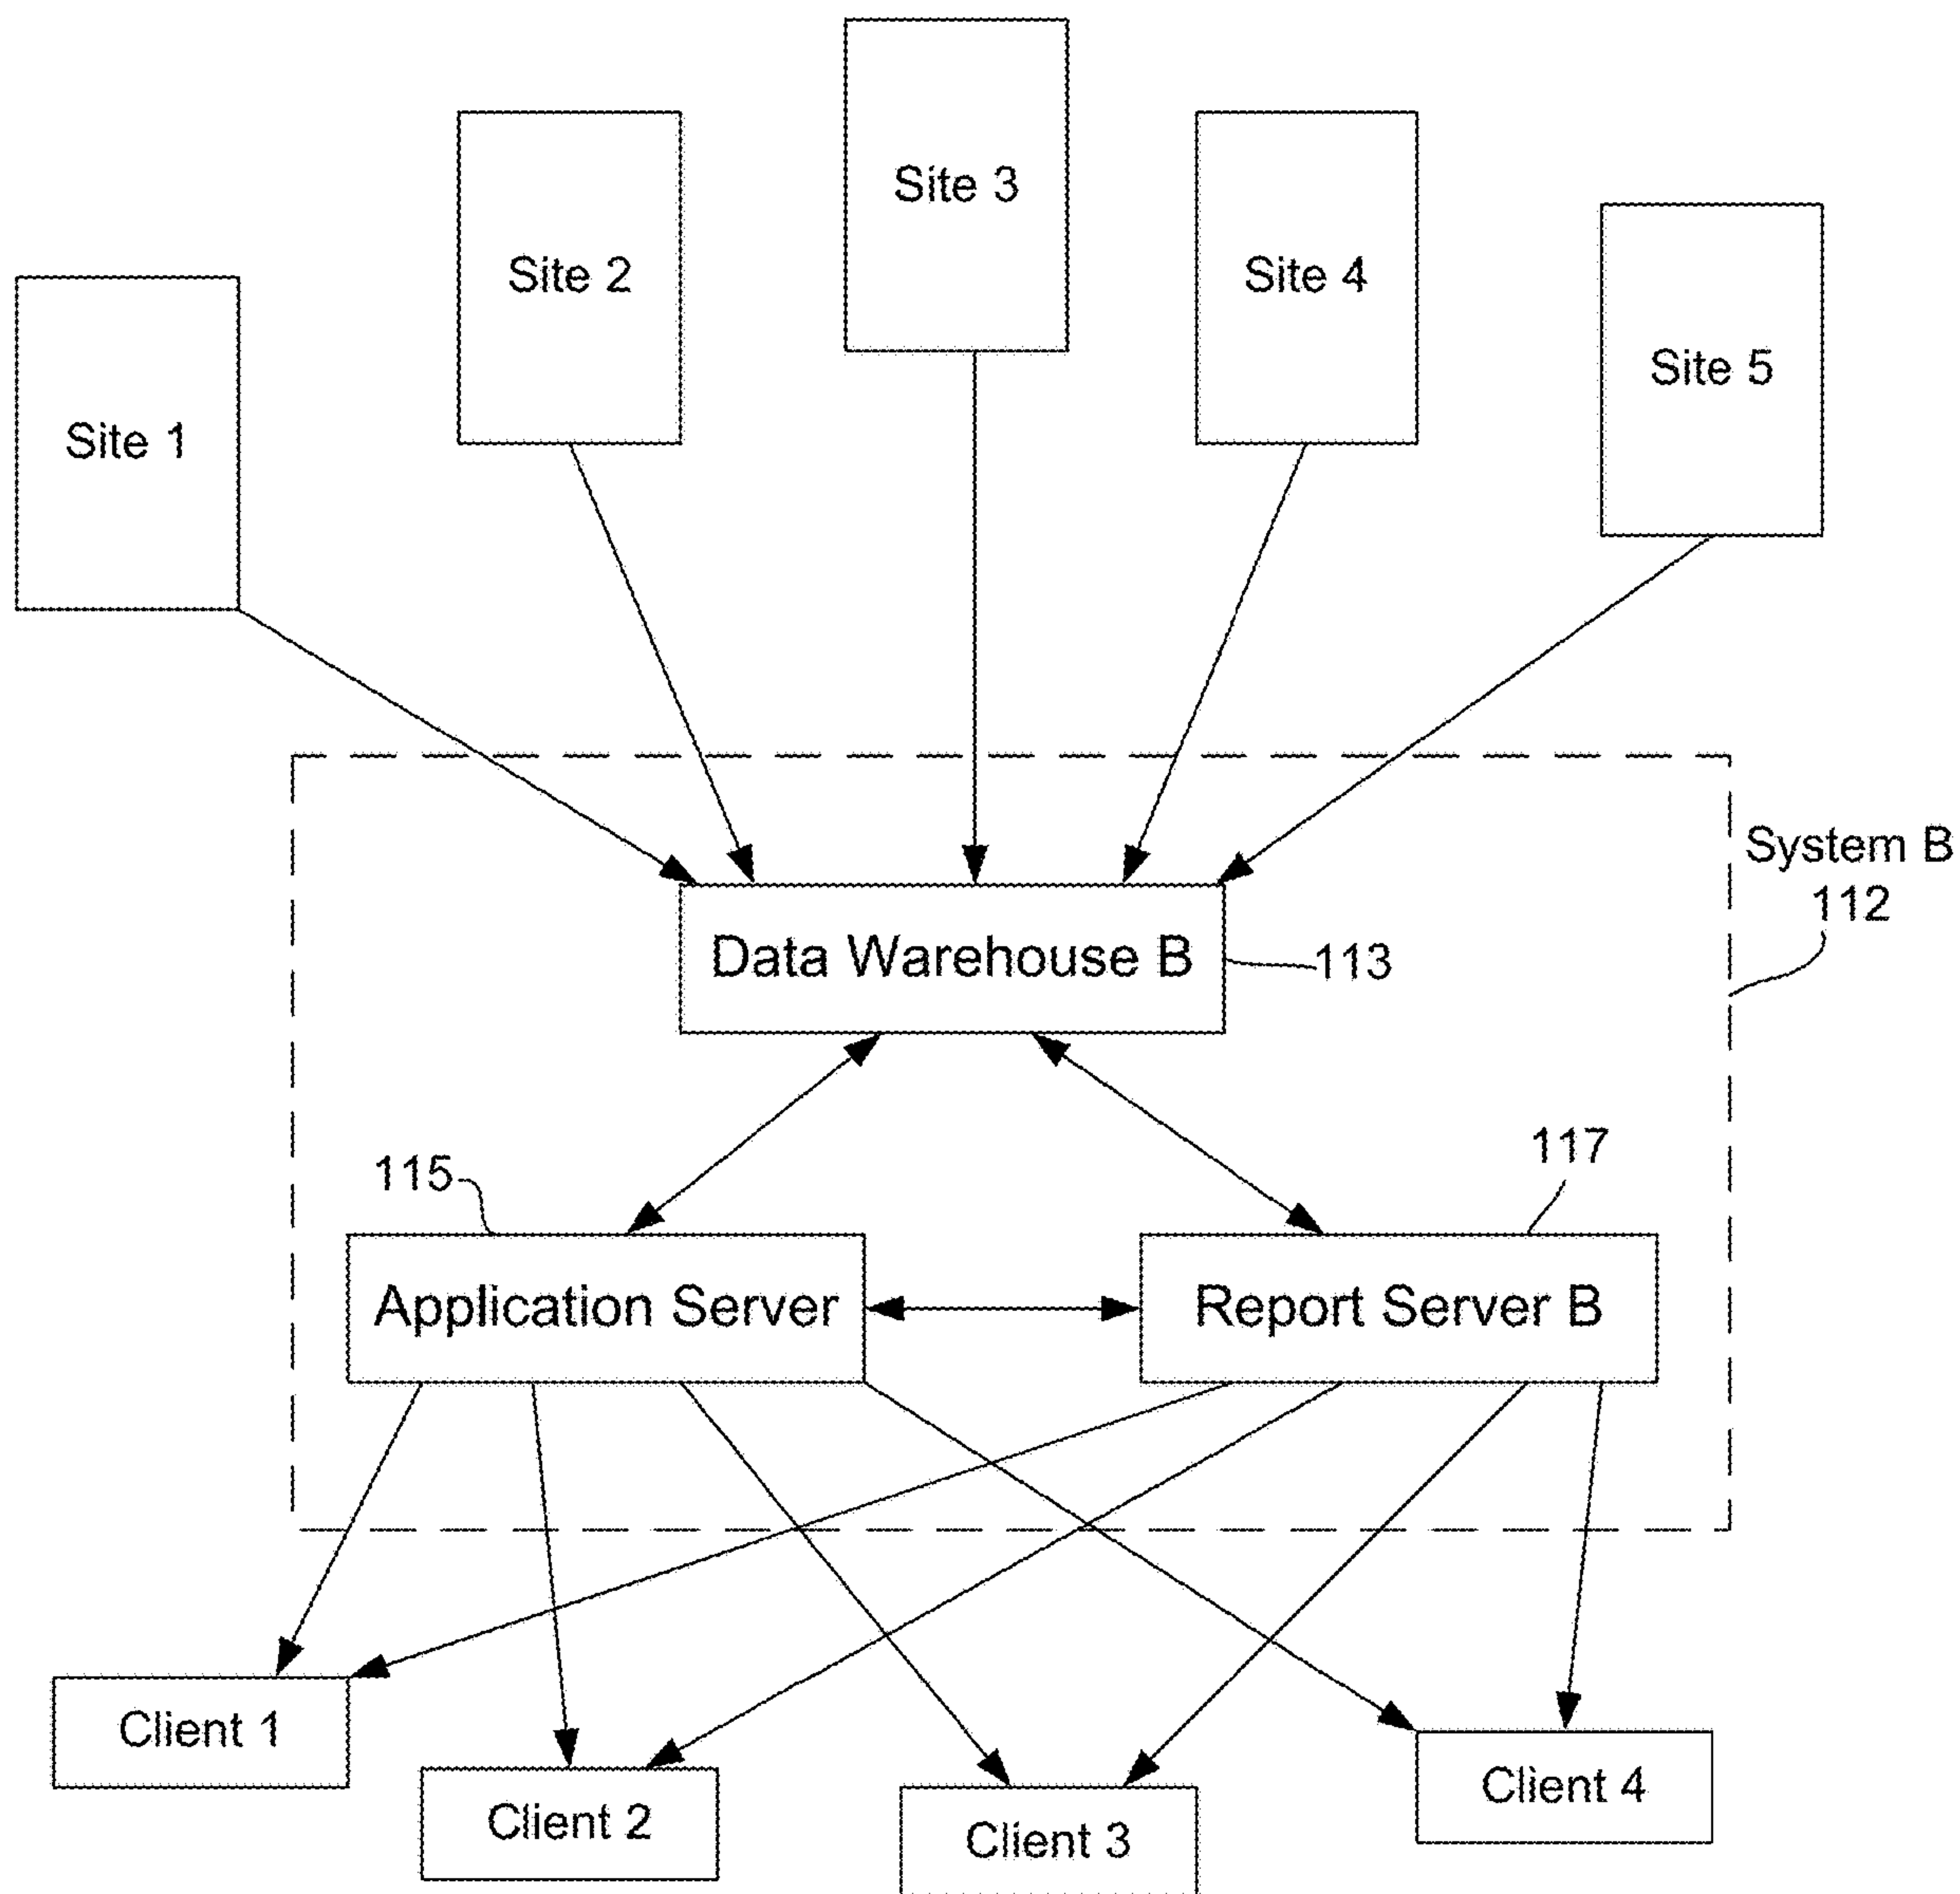 Site 3
Site 2
Site 4
Site 5
Site 1
System B
112
Data Warehouse B
113
115
117
Application Server
Report Server B
Client 1
Client 2
Client 3
Client 4